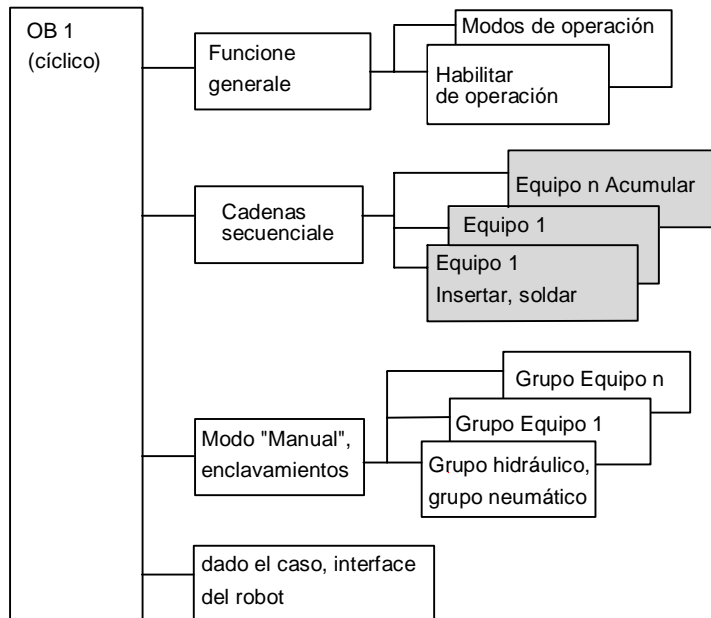 OB 1
(cíclico)
Funcione
generale
Modos de operación
Habilitar
de operación
Cadenas
secuenciale
Equipo n Acumular
Equipo 1
Equipo 1
Insertar, soldar
Modo "Manual",
enclavamientos
Grupo Equipo n
Grupo Equipo 1
Grupo hidráulico,
grupo neumático
dado el caso, interface
del robot